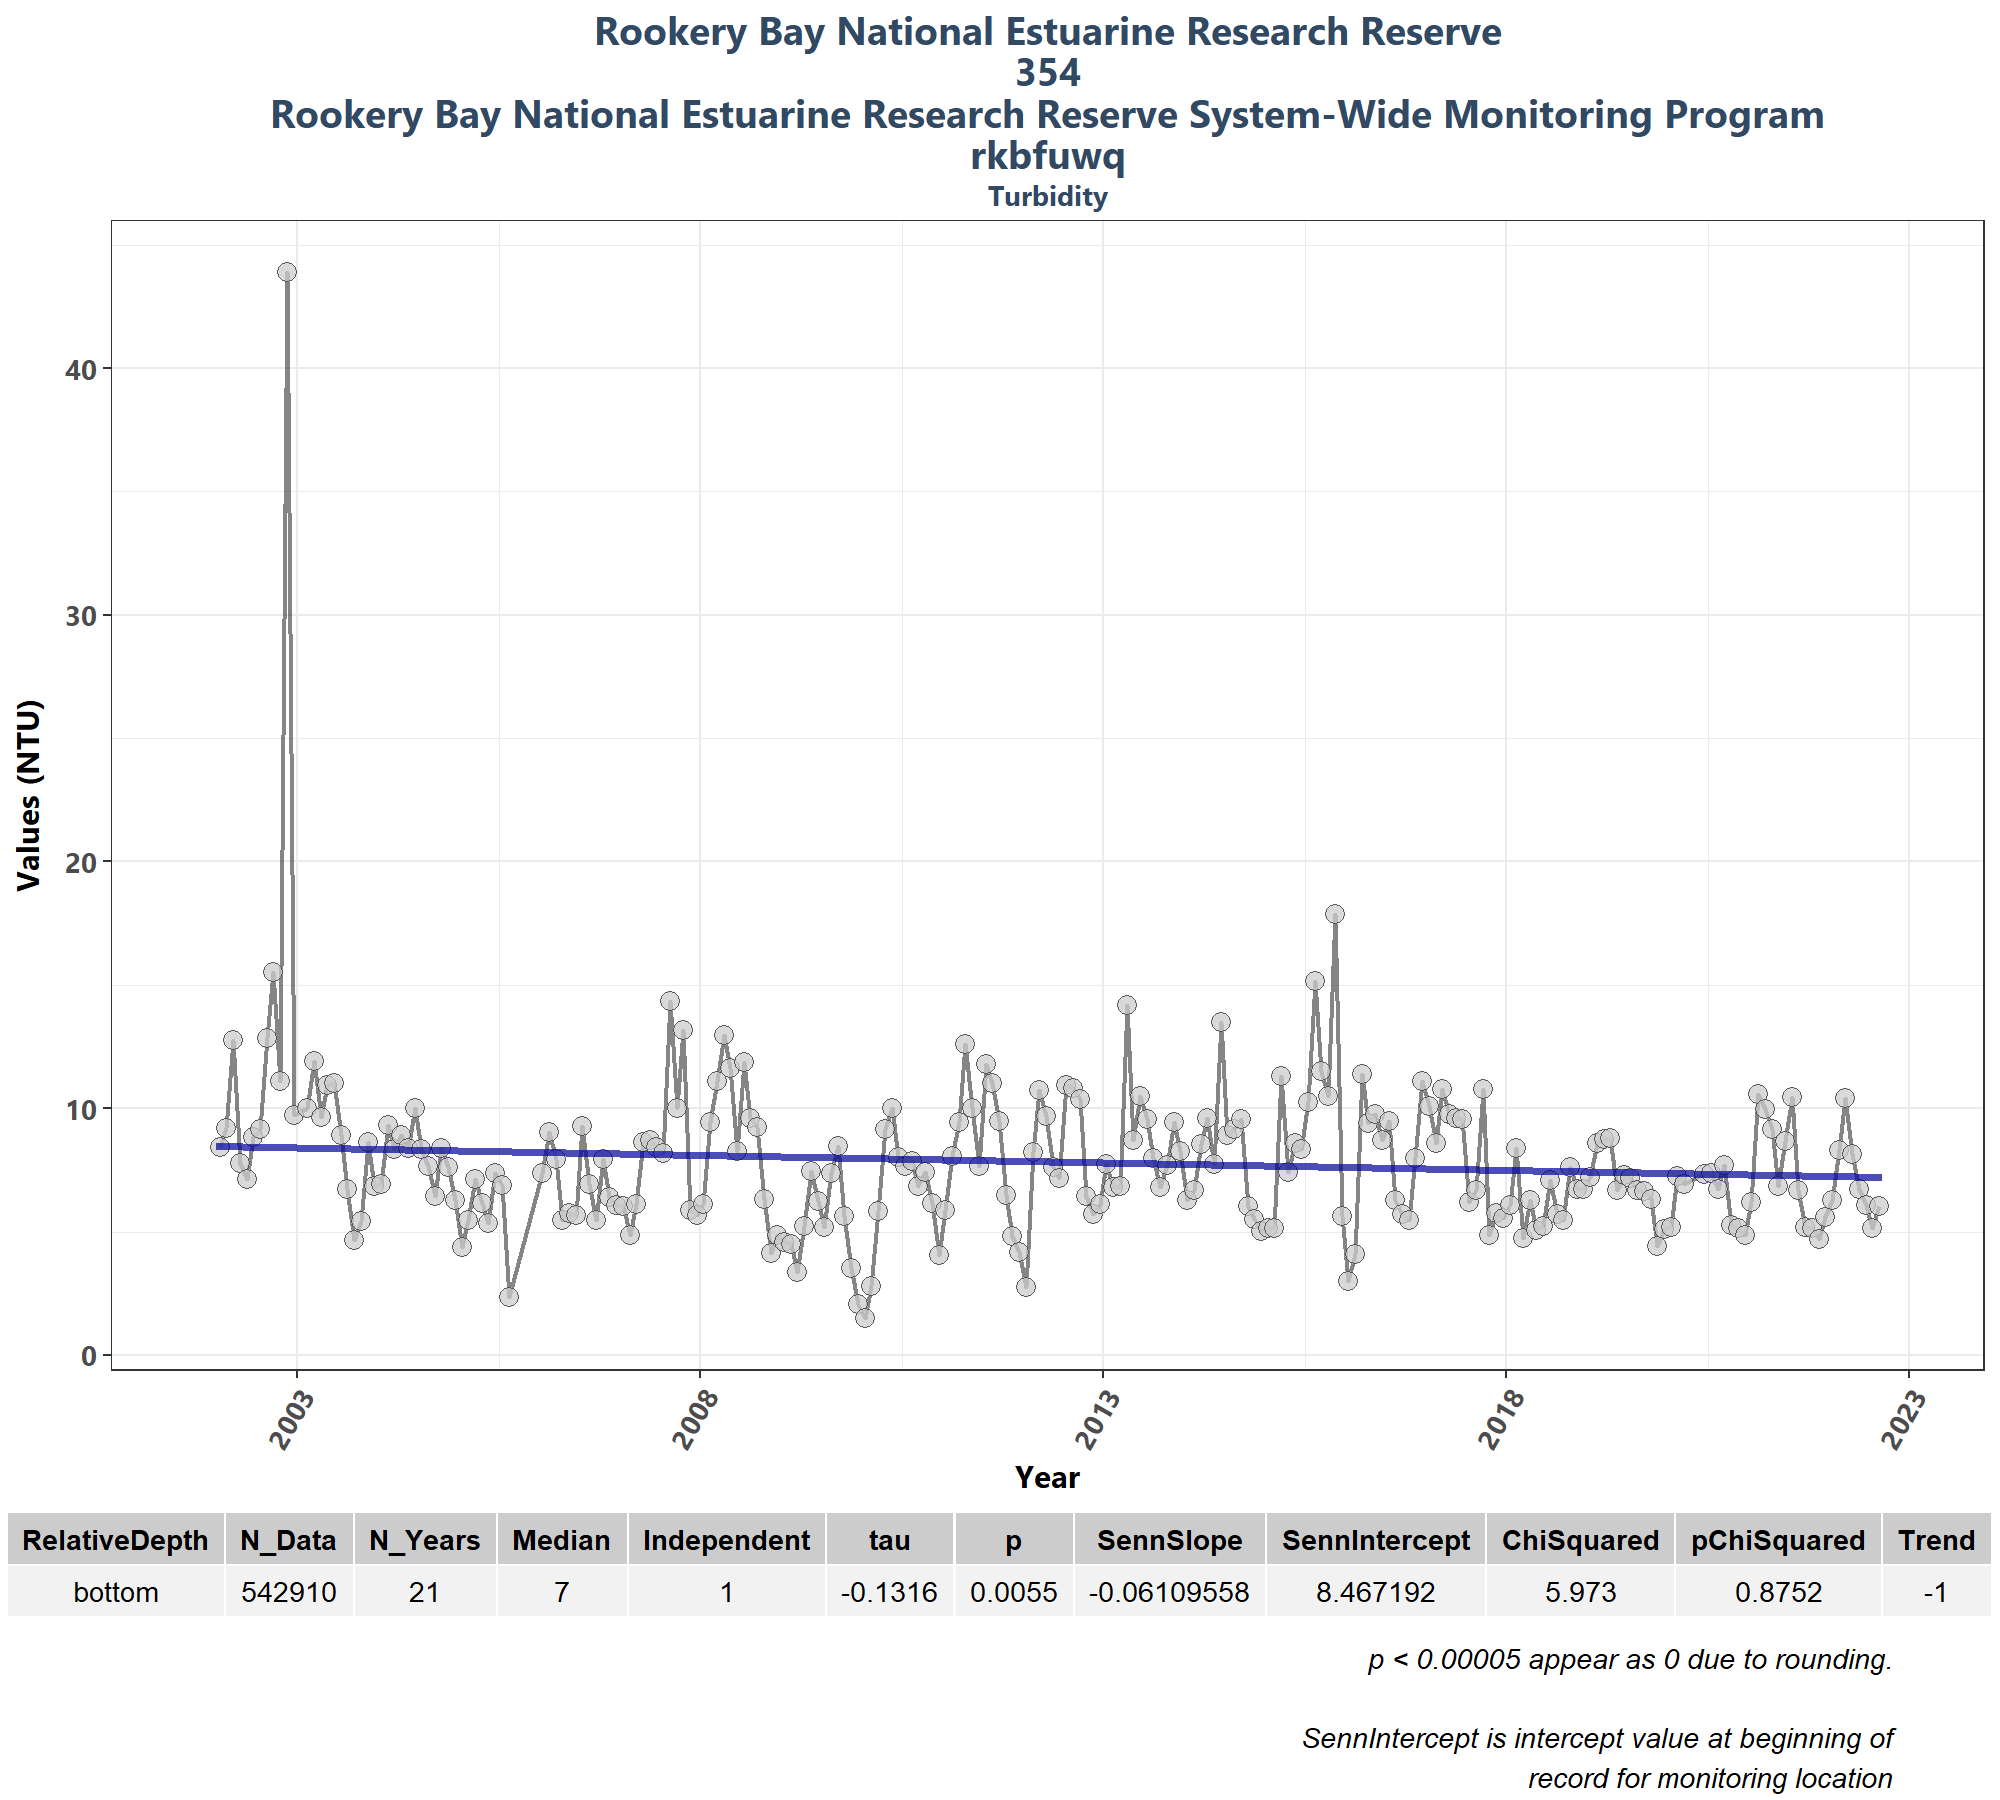 Rookery Bay National Estuarine Research Reserve
354
Rookery Bay National Estuarine Research Reserve System-Wide Monitoring Program
rkbfuwq
Turbidity
Values (NTU)
40
30
20
10
0
2003 2008 2013 2018 2023
Year
RelativeDepth N_Data N_Years Median Independent tau p SennSlope SennIntercept ChiSquared pChiSquared Trend
bottom 542910 21 7 1 -0.1316 0.0055 -0.06109558 8.467192 5.973 0.8752 -1
p < 0.00005 appear as 0 due to rounding.
SennIntercept is intercept value at beginning of
record for monitoring location